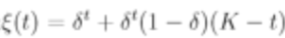 ξ(t) = δ^t + δ^t(1 − δ)(K − t)